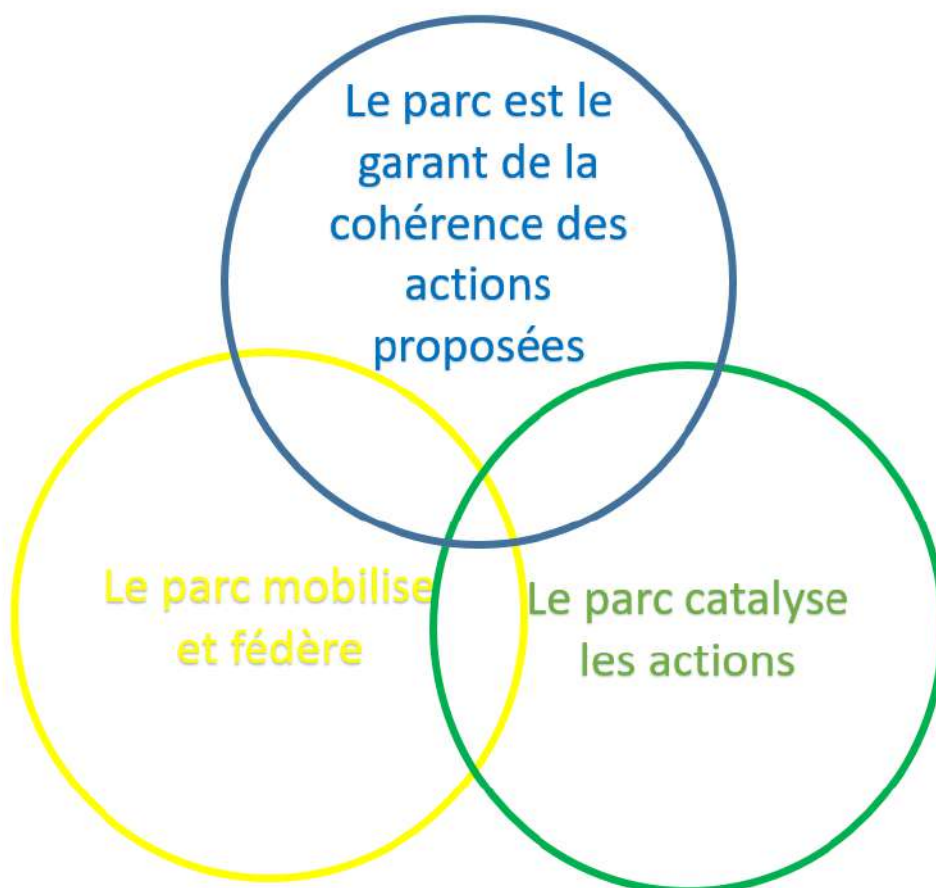 Le parc est le
garant de la
cohérence des
actions
proposées
Le parc mobilise
et fédère
Le parc catalyse
les actions